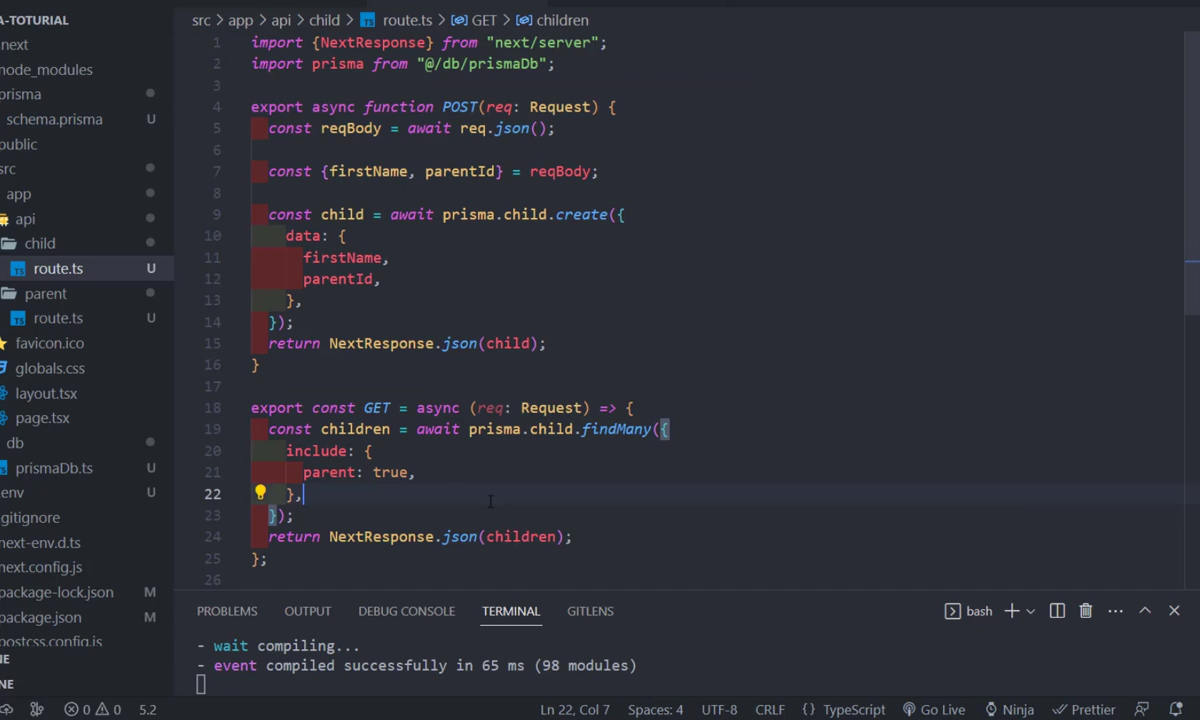 A-TOTURIAL
src > app > api > child > TS route.ts > GET > children
next
node_modules
prisma
schema.prisma U
public
src
app
api
child
TS route.ts U
parent
TS route.ts U
favicon.ico
globals.css
layout.tsx
page.tsx
db
prismaDb.ts U
env U
gitignore
next-env.d.ts
next.config.js
package-lock.json M
package.json M
postcss.config.js
NE
NE
1 import {NextResponse} from "next/server";
2 import prisma from "@/db/prismaDb";
3
4 export async function POST(req: Request) {
5 const reqBody = await req.json();
6
7 const {firstName, parentId} = reqBody;
8
9 const child = await prisma.child.create({
10 data: {
11 firstName,
12 parentId,
13 },
14 });
15 return NextResponse.json(child);
16 }
17
18 export const GET = async (req: Request) => {
19 const children = await prisma.child.findMany({
20 include: {
21 parent: true,
22 },
23 });
24 return NextResponse.json(children);
25 };
26
PROBLEMS OUTPUT DEBUG CONSOLE TERMINAL GITLENS bash
- wait compiling...
- event compiled successfully in 65 ms (98 modules)
0 0 5.2 Ln 22, Col 7 Spaces: 4 UTF-8 CRLF {} TypeScript Go Live Ninja Prettier